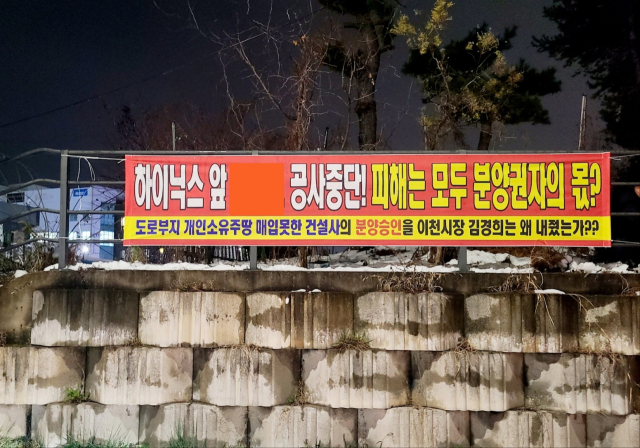 하이닉스 앞 공사중단! 피해는 모두 분양권자의 몫?
도로부지 개인소유주땅 매입못한 건설사의 분양승인을 이천시장 김경희는 왜 내줬는가??